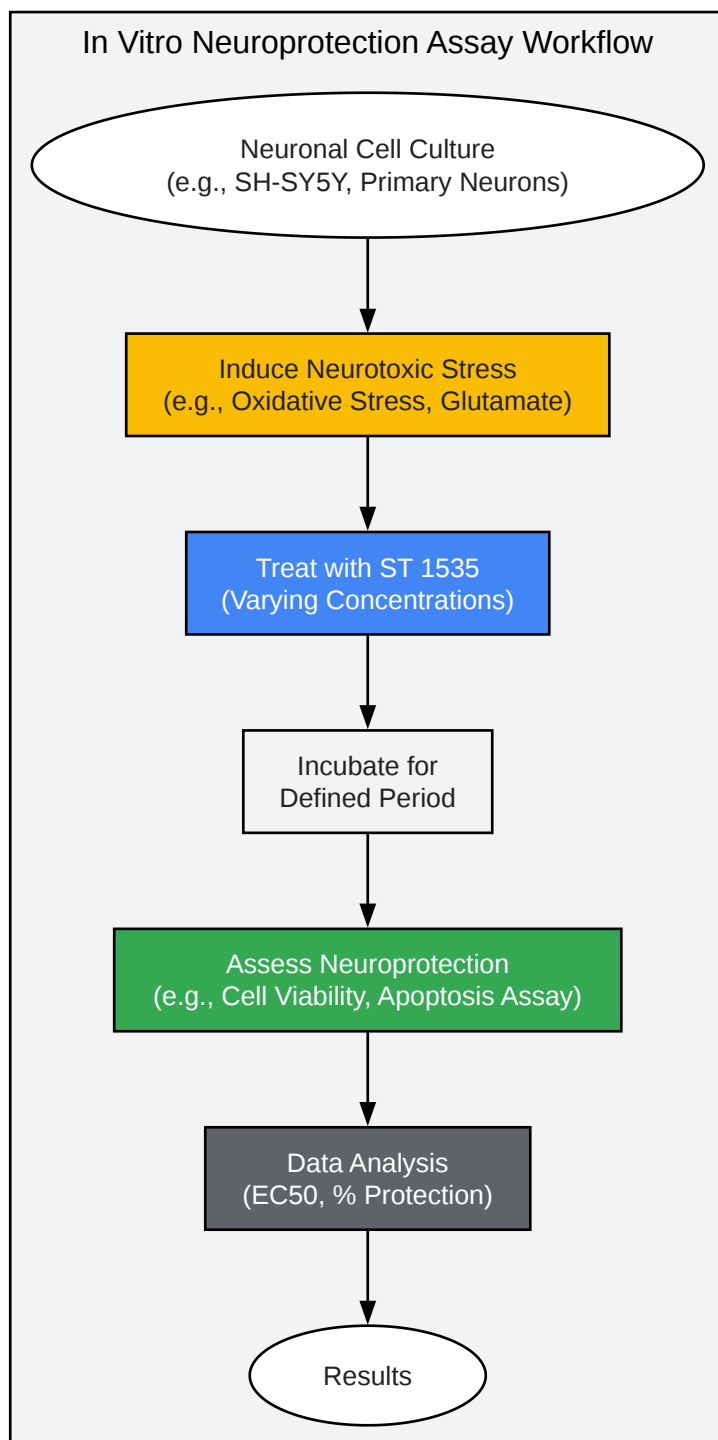 In Vitro Neuroprotection Assay Workflow
Neuronal Cell Culture
(e.g., SH-SY5Y, Primary Neurons)
Induce Neurotoxic Stress
(e.g., Oxidative Stress, Glutamate)
Treat with ST 1535
(Varying Concentrations)
Incubate for
Defined Period
Assess Neuroprotection
(e.g., Cell Viability, Apoptosis Assay)
Data Analysis
(EC50, % Protection)
Results